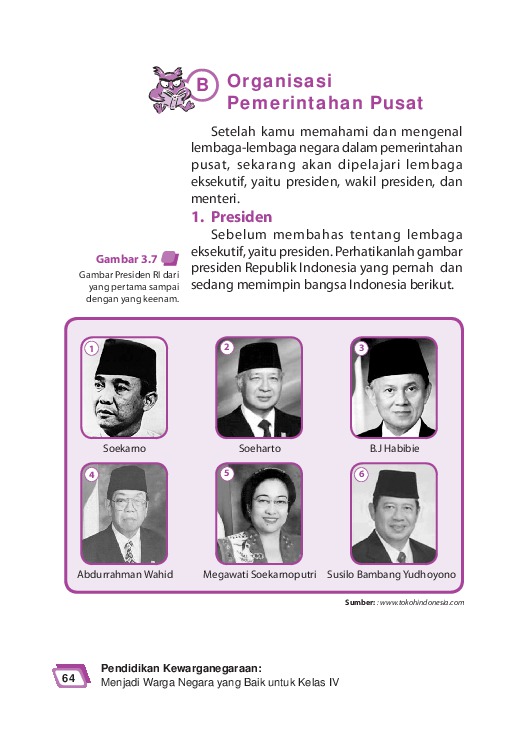 B
Organisasi
Pemerintahan Pusat
Setelah kamu memahami dan mengenal
lembaga-lembaga negara dalam pemerintahan
pusat, sekarang akan dipelajari lembaga
eksekutif, yaitu presiden, wakil presiden, dan
menteri.
1. Presiden
Sebelum membahas tentang lembaga
eksekutif, yaitu presiden. Perhatikanlah gambar
presiden Republik Indonesia yang pernah dan
sedang memimpin bangsa Indonesia berikut.
Gambar 3.7
Gambar Presiden RI dari
yang pertama sampai
dengan yang keenam.
1
2
3
Soekarno
Soeharto
B.J Habibie
4
5
6
Abdurrahman Wahid
Megawati Soekarnoputri
Susilo Bambang Yudhoyono
Sumber: : www.tokohindonesia.com
64
Pendidikan Kewarganegaraan:
Menjadi Warga Negara yang Baik untuk Kelas IV